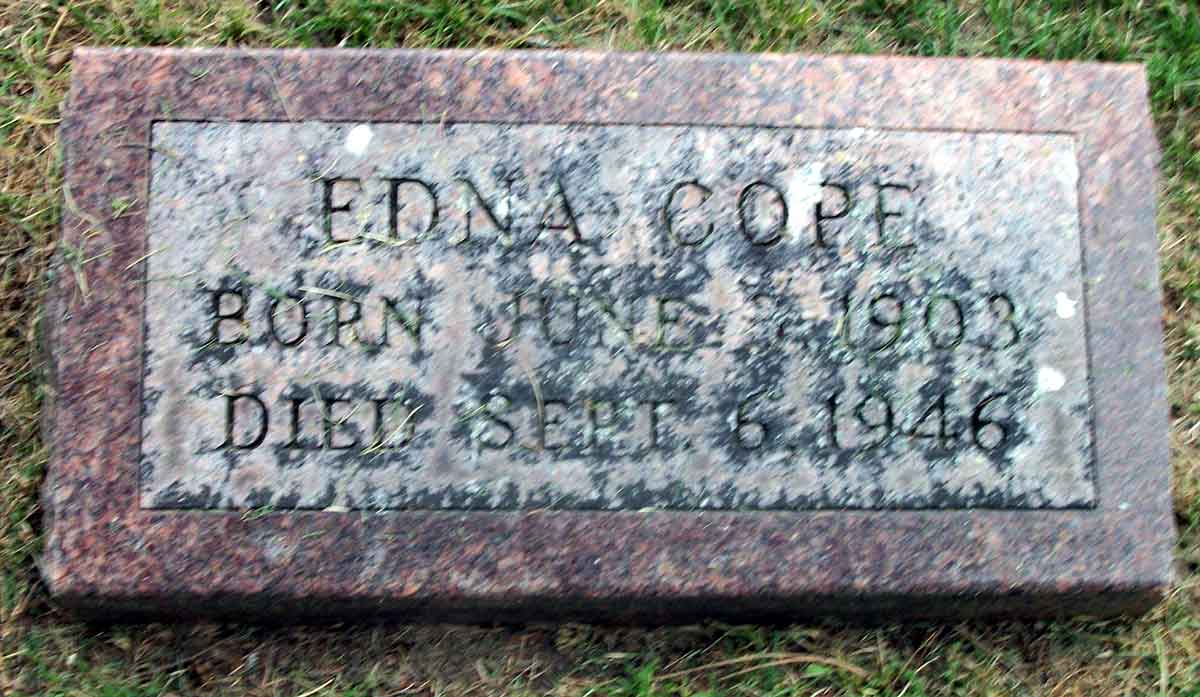 EDNA COPE
BORN JUNE 1903
DIED SEPT. 6, 1946